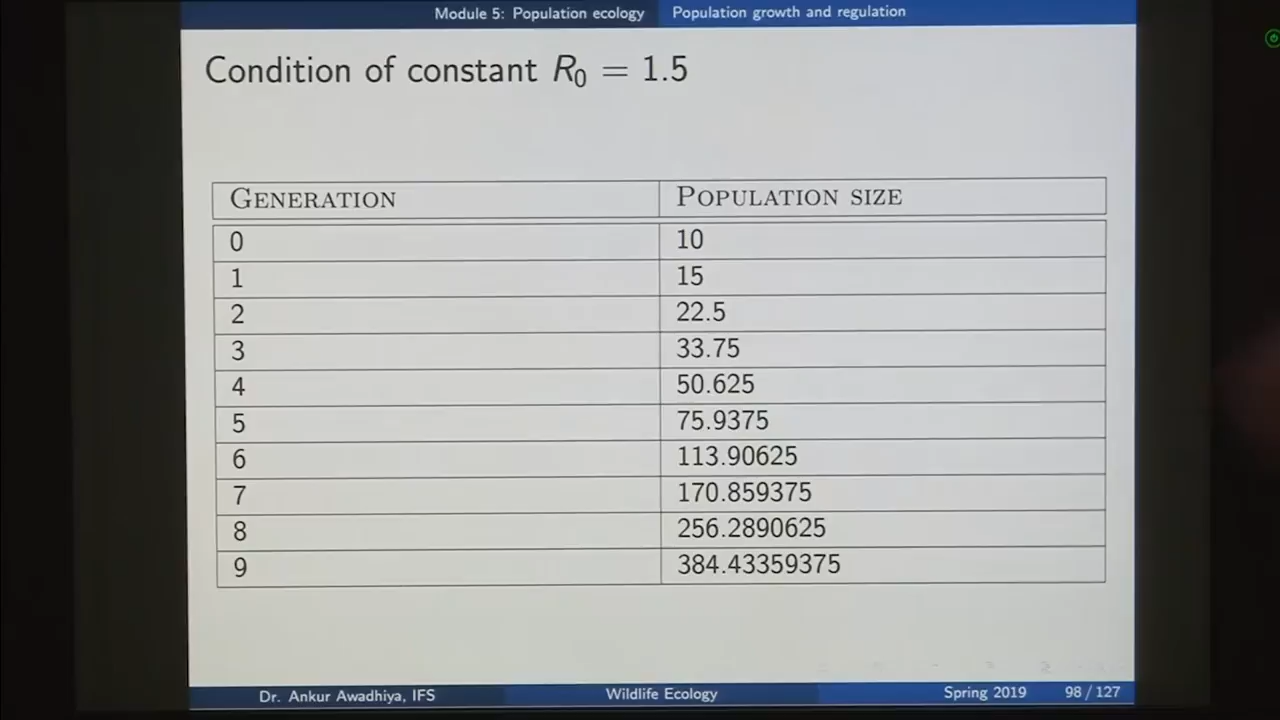 Module 5: Population ecology Population growth and regulation
Condition of constant R₀ = 1.5
GENERATION POPULATION SIZE
0 10
1 15
2 22.5
3 33.75
4 50.625
5 75.9375
6 113.90625
7 170.859375
8 256.2890625
9 384.43359375
Dr. Ankur Awadhiya, IFS Wildlife Ecology Spring 2019 98 / 127